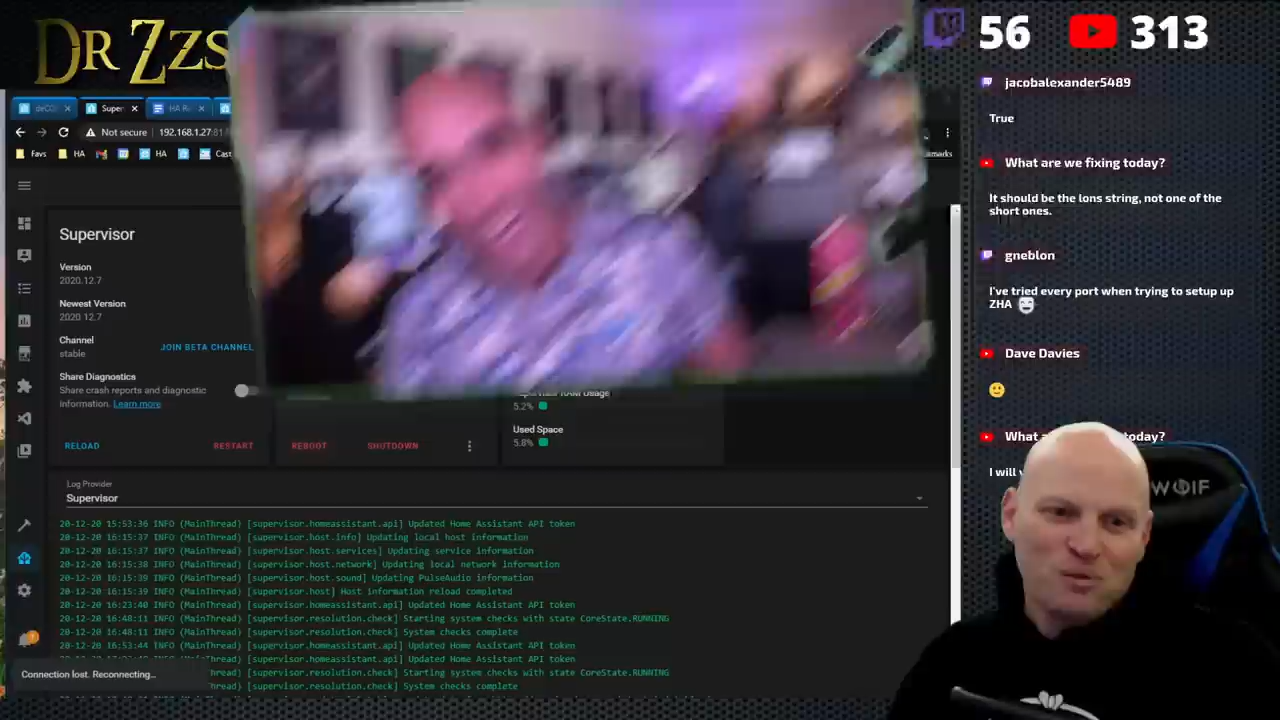 DR ZZS
56
313
deCO
Super
HA R
Not secure
192.168.1.27:81
Favs
HA
HA
Cast
Supervisor
Version
2020.12.7
Newest Version
2020.12.7
Channel
stable
JOIN BETA CHANNEL
Share Diagnostics
Share crash reports and diagnostic
information. Learn more
RELOAD
RESTART
REBOOT
SHUTDOWN
5.2%
Used Space
5.8%
Log Provider
Supervisor
20-12-20 15:53:36 INFO (MainThread) [supervisor.homeassistant.api] Updated Home Assistant API token
20-12-20 16:15:37 INFO (MainThread) [supervisor.host.info] Updating local host information
20-12-20 16:15:37 INFO (MainThread) [supervisor.host.services] Updating service information
20-12-20 16:15:38 INFO (MainThread) [supervisor.host.network] Updating local network information
20-12-20 16:15:39 INFO (MainThread) [supervisor.host.sound] Updating PulseAudio information
20-12-20 16:15:39 INFO (MainThread) [supervisor.host] Host information reload completed
20-12-20 16:23:40 INFO (MainThread) [supervisor.homeassistant.api] Updated Home Assistant API token
20-12-20 16:48:11 INFO (MainThread) [supervisor.resolution.check] Starting system checks with state CoreState.RUNNING
20-12-20 16:48:11 INFO (MainThread) [supervisor.resolution.check] System checks complete
20-12-20 16:53:44 INFO (MainThread) [supervisor.homeassistant.api] Updated Home Assistant API token
(MainThread) [supervisor.homeassistant.api] Updated Home Assistant API token
(MainThread) [supervisor.resolution.check] Starting system checks with state CoreState.RUNNING
(MainThread) [supervisor.resolution.check] System checks complete
Connection lost. Reconnecting...
jacobalexander5489
True
What are we fixing today?
It should be the lons string, not one of the
short ones.
gneblon
I've tried every port when trying to setup up
ZHA
Dave Davies
What today?
I will
WOIF